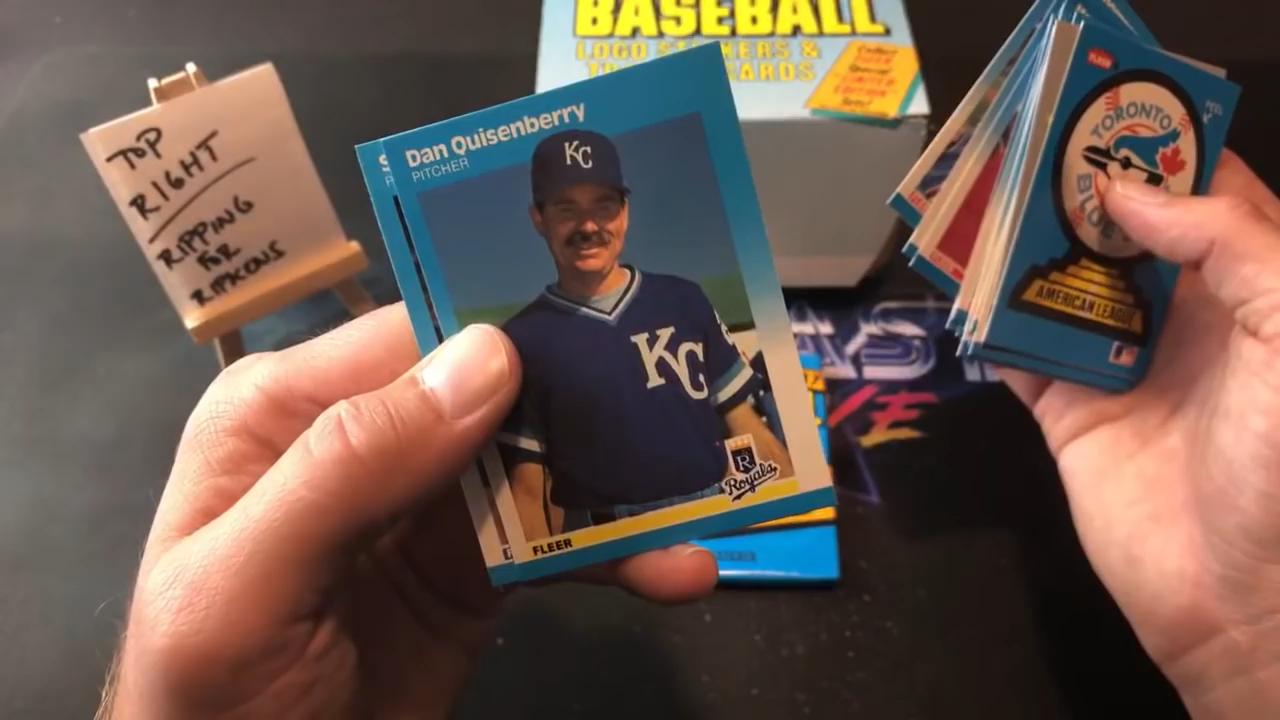 BASEBALL
LOGO STICKERS &
TRADING CARDS
TOP
RIGHT
RIPPING
FOR
RIPKENS
Dan Quisenberry
PITCHER
KC
KC
Royals
FLEER
FLEER
TORONTO
BLUE
AMERICAN LEAGUE